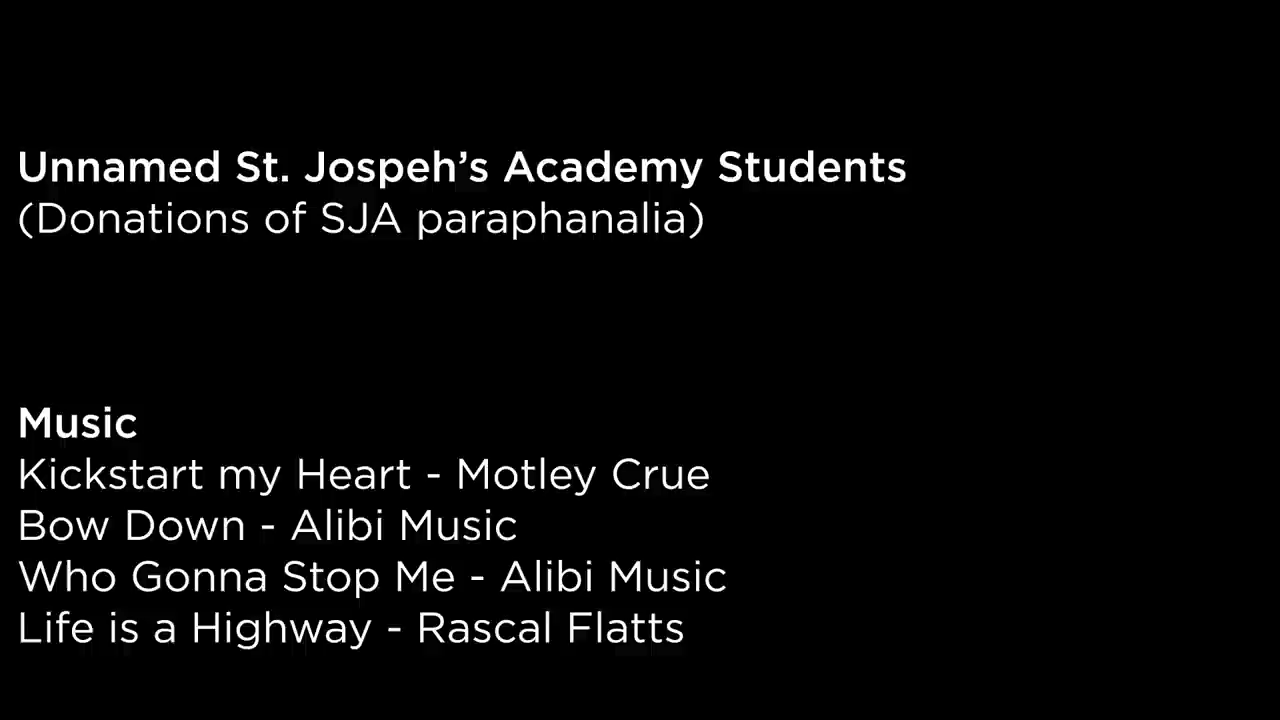 Unnamed St. Jospeh’s Academy Students
(Donations of SJA paraphanalia)
Music
Kickstart my Heart - Motley Crue
Bow Down - Alibi Music
Who Gonna Stop Me - Alibi Music
Life is a Highway - Rascal Flatts